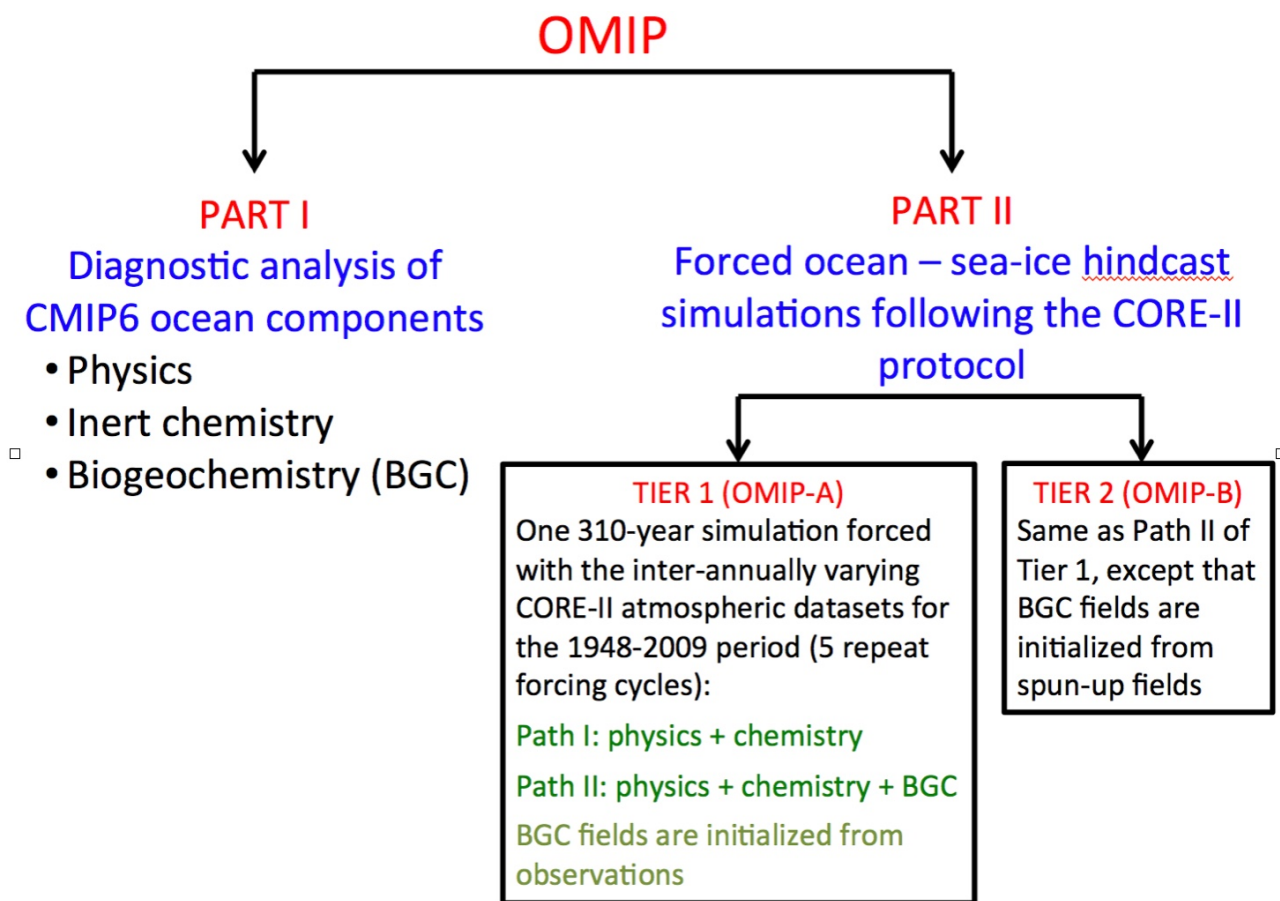 OMIP
PART I
Diagnostic analysis of
CMIP6 ocean components
• Physics
• Inert chemistry
• Biogeochemistry (BGC)
PART II
Forced ocean – sea-ice hindcast
simulations following the CORE-II
protocol
TIER 1 (OMIP-A)
One 310-year simulation forced
with the inter-annually varying
CORE-II atmospheric datasets for
the 1948-2009 period (5 repeat
forcing cycles):
Path I: physics + chemistry
Path II: physics + chemistry + BGC
BGC fields are initialized from
observations
TIER 2 (OMIP-B)
Same as Path II of
Tier 1, except that
BGC fields are
initialized from
spun-up fields